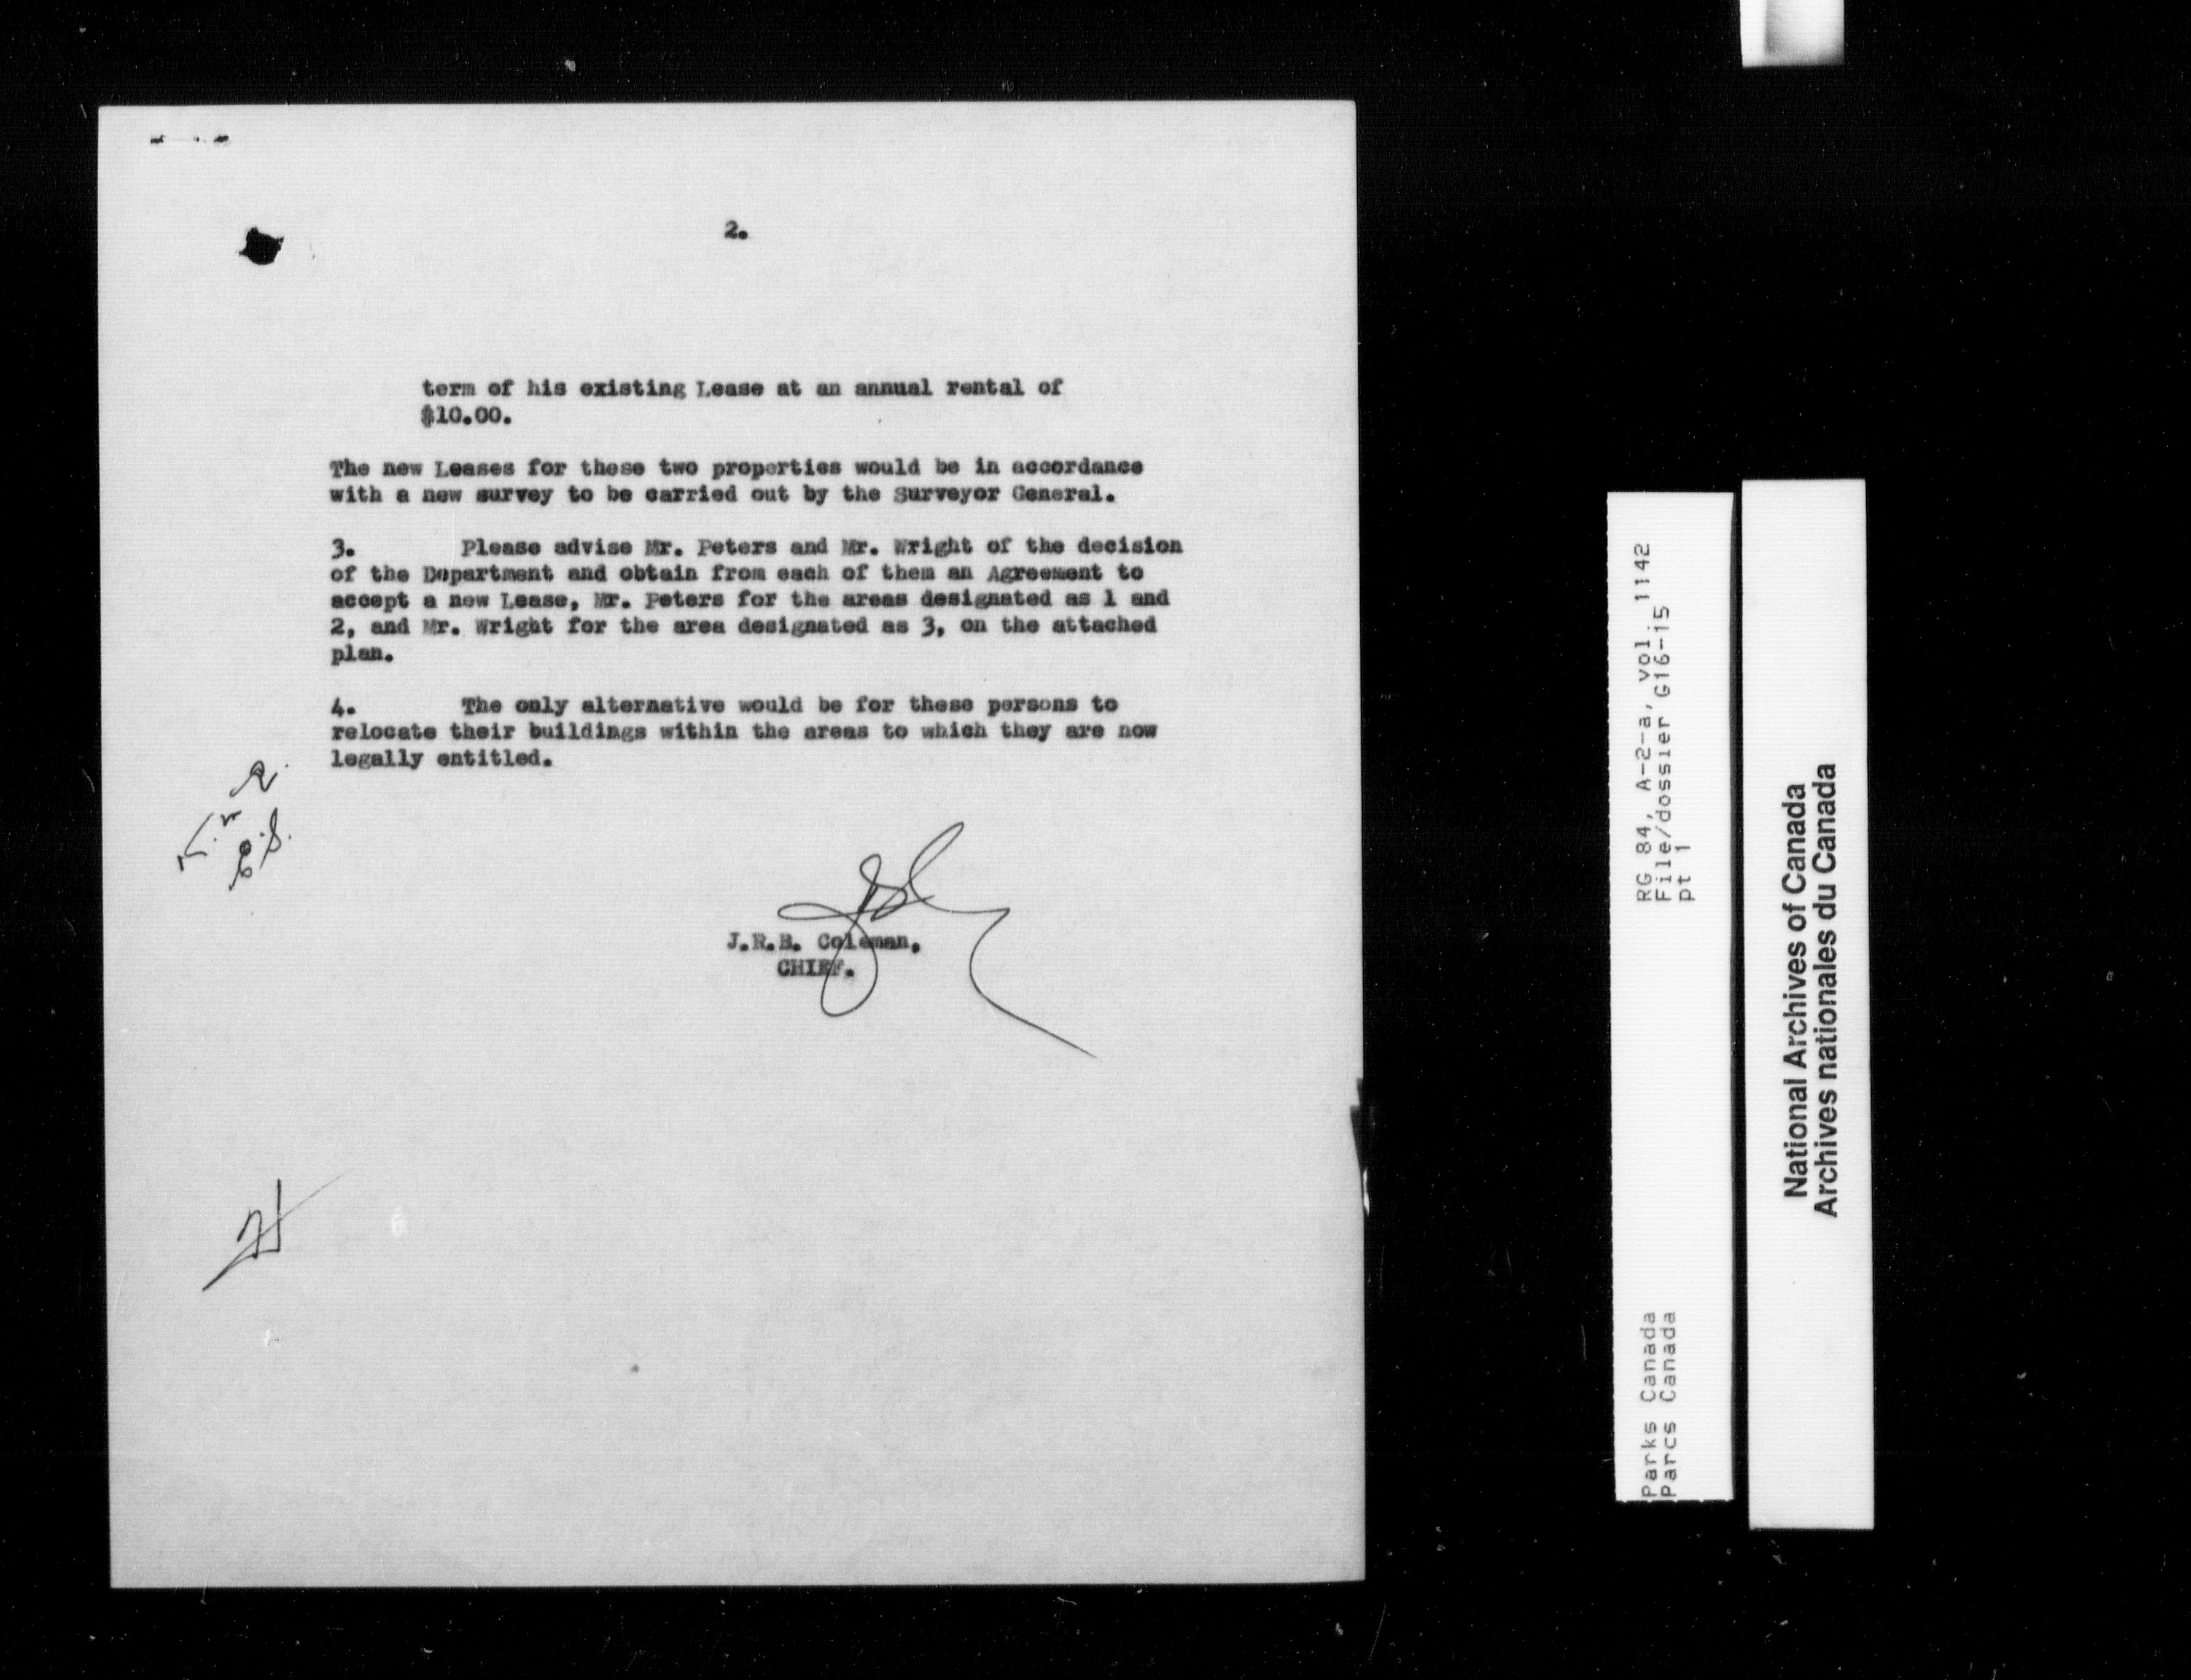 2.
term of his existing Lease at an annual rental of
$10.00.
The new Leases for these two properties would be in accordance
with a new survey to be carried out by the Surveyor General.
3. Please advise Mr. Peters and Mr. Wright of the decision
of the Department and obtain from each of them an Agreement to
accept a new Lease, Mr. Peters for the areas designated as 1 and
2, and Mr. Wright for the area designated as 3, on the attached
plan.
4. The only alternative would be for these persons to
relocate their buildings within the areas to which they are now
legally entitled.
J.R.B. Coleman,
CHIEF.
RG 84, A-2-a, vol. 1142
File/dossier G16-15
pt 1
Parks Canada
Parcs Canada
National Archives of Canada
Archives nationales du Canada